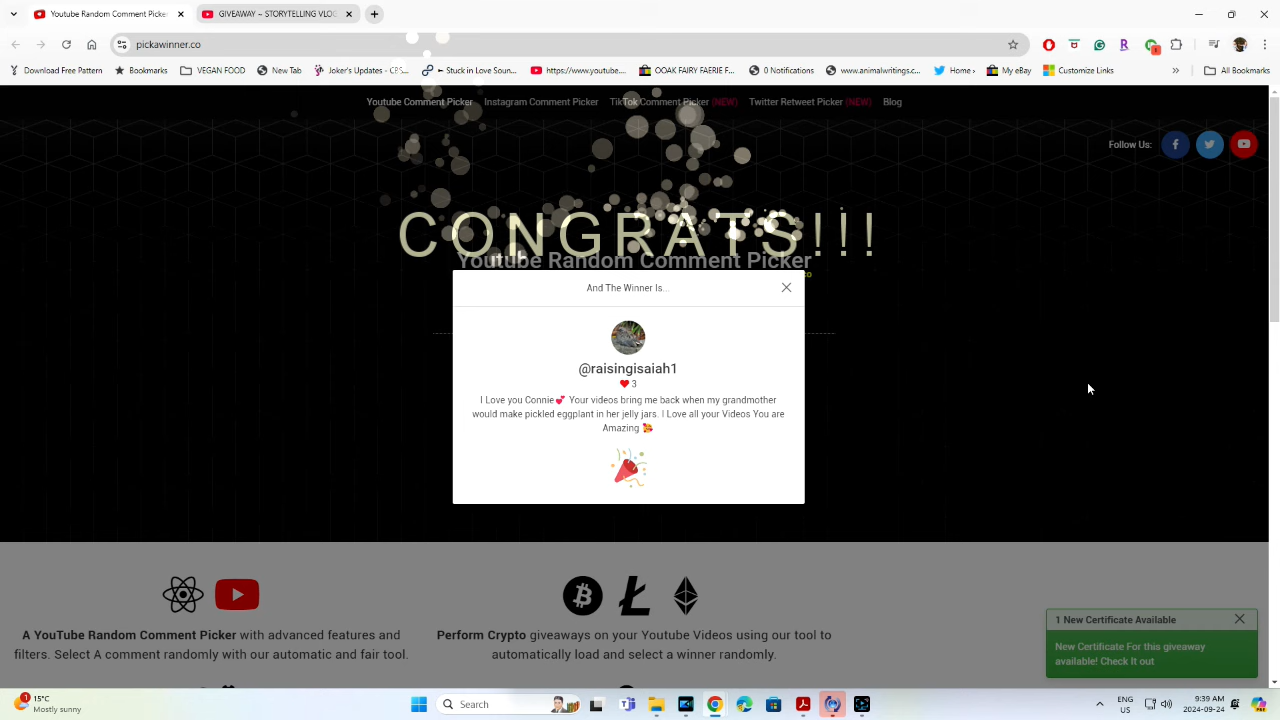 Download Free Patter
GIVEAWAY – STORYTELLING VLOG
pickawinner.co
Download Free Pattern
Bookmarks
VEGAN FOOD
New Tab
► Stuck in Love Soun...
https://www.youtube....
OOAK FAIRY FAERIE F...
0 Notifications
www.animalwritings....
Home /
My eBay
Customize Links
»
All Bookmarks
Youtube Comment Picker
Instagram Comment Picker
TikTok Comment Picker (NEW)
Twitter Retweet Picker (NEW)
Blog
Follow Us:
CONGRATS!!!
Youtube Random Comment Picker
co
And The Winner Is...
@raisingisaiah1
❤ 3
I Love you Connie💕 Your videos bring me back when my grandmother
would make pickled eggplant in her jelly jars. I Love all your Videos You are
Amazing 🥰
A YouTube Random Comment Picker with advanced features and
filters. Select A comment randomly with our automatic and fair tool.
Perform Crypto giveaways on your Youtube Videos using our tool to
automatically load and select a winner randomly.
1 New Certificate Available
New Certificate For this giveaway
available! Check It out
1
15°C
Mostly sunny
Search
ENG
US
9:39 AM
2024-09-24